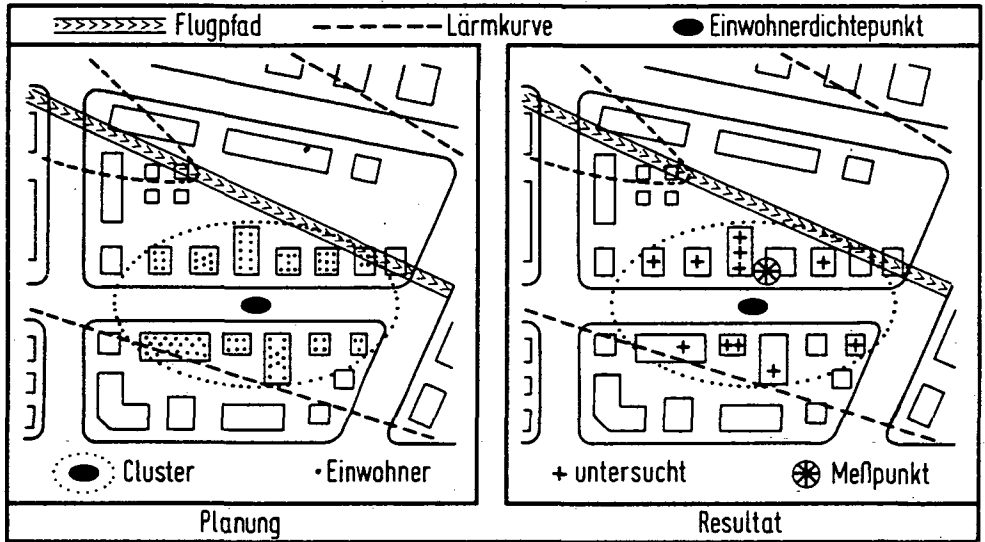 Flugpfad Lärmkurve Einwohnerdichtepunkt
Cluster Einwohner
untersucht Meßpunkt
Planung Resultat